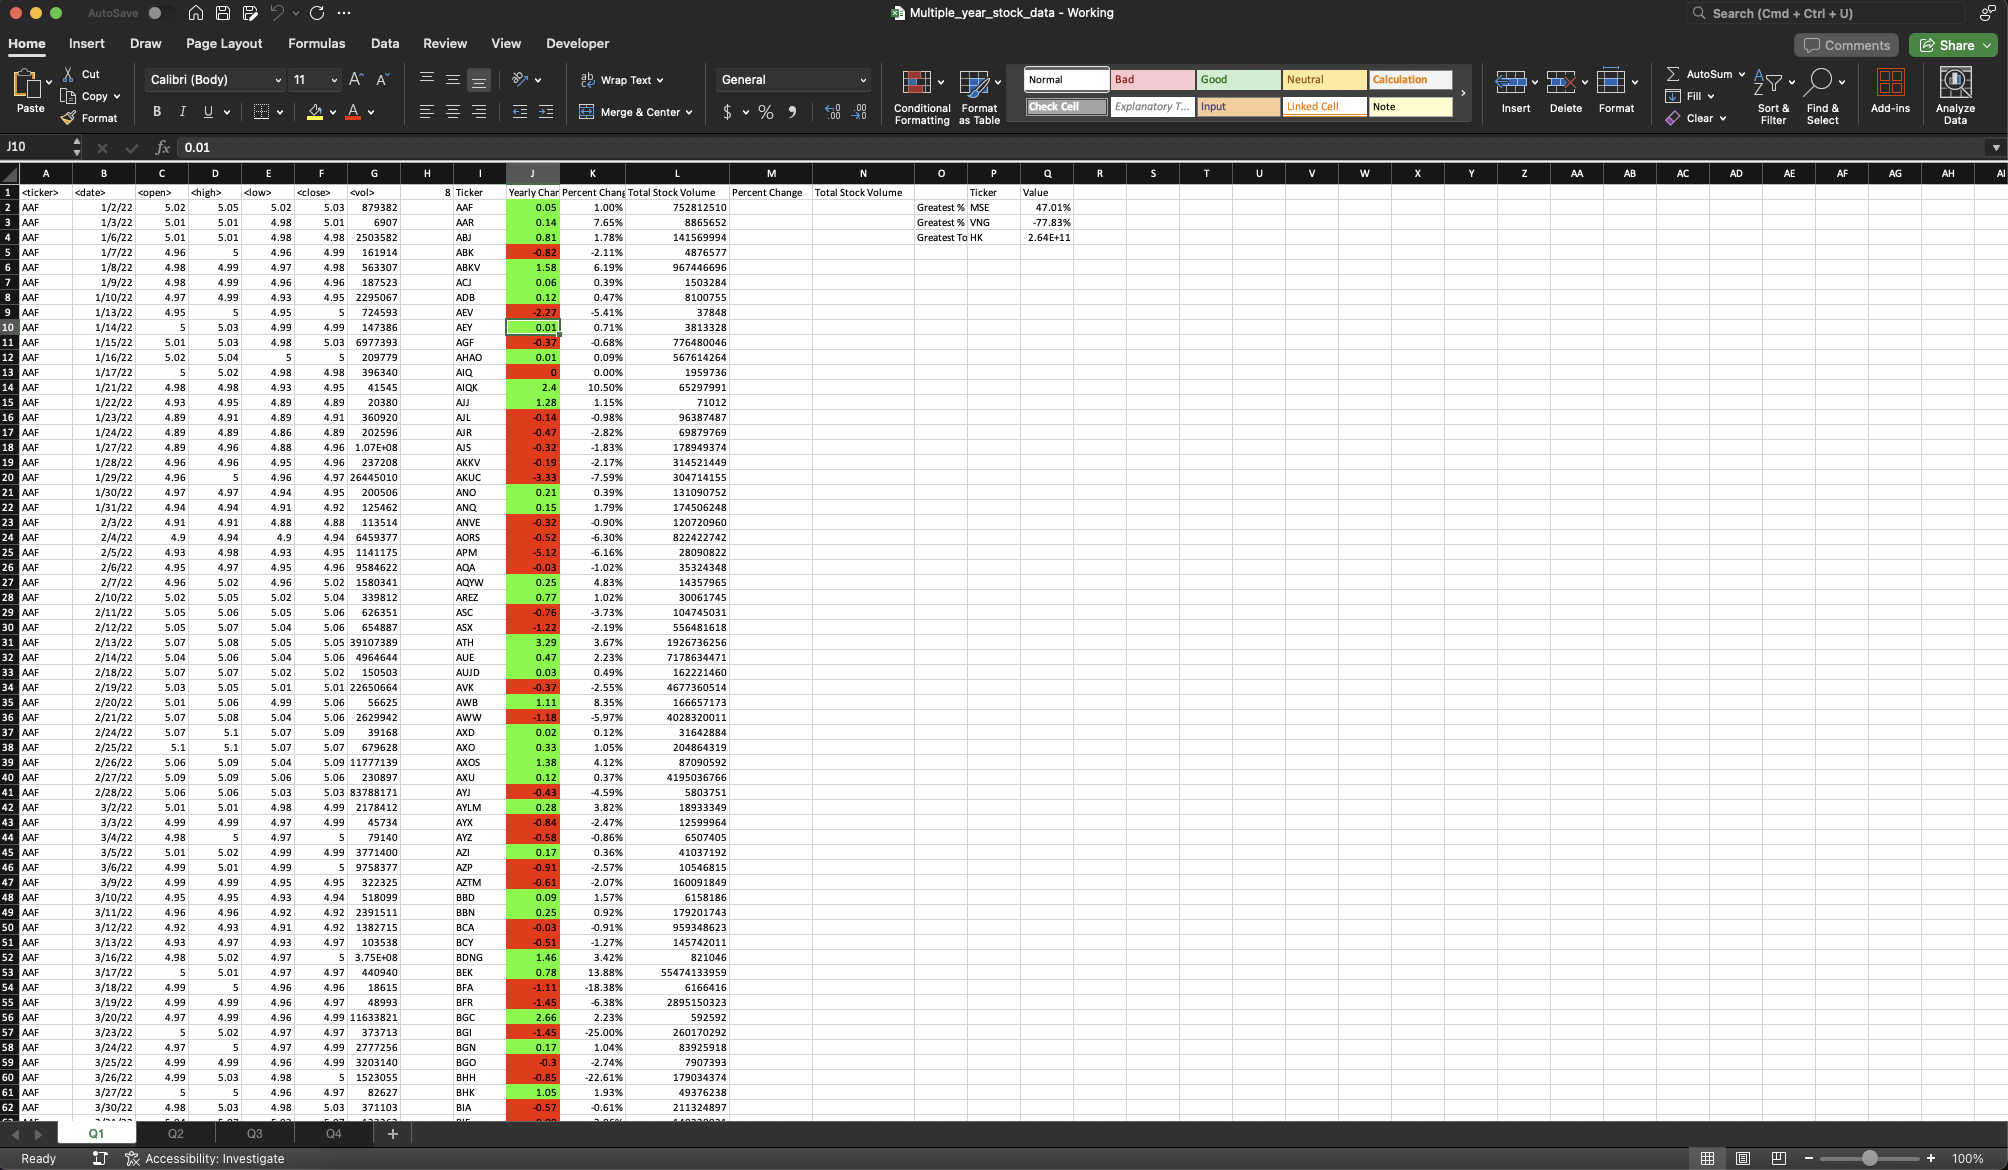 AutoSave
Multiple_year_stock_data - Working
Search (Cmd + Ctrl + U)
Home Insert Draw Page Layout Formulas Data Review View Developer
Comments Share
Paste Cut Copy Format
Calibri (Body) 11
B I U
Wrap Text
Merge & Center
General
$ %
Conditional Formatting
Format as Table
Normal Bad Good Neutral Calculation
Check Cell Explanatory T... Input Linked Cell Note
Insert Delete Format
AutoSum Fill Clear
Sort & Filter
Find & Select
Add-ins
Analyze Data
J10 fx 0.01
A B C D E F G H I J K L M N O P Q R S T U V W X Y Z AA AB AC AD AE AF AG AH AI
1 <ticker> <date> <open> <high> <low> <close> <vol> 8 Ticker Yearly Chan Percent Chang Total Stock Volume Percent Change Total Stock Volume Ticker Value
2 AAF 1/2/22 5.02 5.05 5.02 5.03 879382 AAF 0.05 1.00% 752812510 Greatest % MSE 47.01%
3 AAF 1/3/22 5.01 5.01 4.98 5.01 6907 AAR 0.14 7.65% 8865652 Greatest % VNG -77.83%
4 AAF 1/6/22 5.01 5.01 4.98 4.98 2503582 ABJ 0.81 1.78% 141569994 Greatest To HK 2.64E+11
5 AAF 1/7/22 4.96 5 4.96 4.99 161914 ABK -0.82 -2.11% 4876577
6 AAF 1/8/22 4.98 4.99 4.97 4.98 563307 ABKV 1.58 6.19% 967446696
7 AAF 1/9/22 4.98 4.99 4.96 4.96 187523 ACJ 0.06 0.39% 1503284
8 AAF 1/10/22 4.97 4.99 4.93 4.95 2295067 ADB 0.12 0.47% 8100755
9 AAF 1/13/22 4.95 5 4.95 5 724593 AEV -2.27 -5.41% 37848
10 AAF 1/14/22 5 5.03 4.99 4.99 147386 AEY 0.01 0.71% 3813328
11 AAF 1/15/22 5.01 5.03 4.98 5.03 6977393 AGF -0.37 -0.68% 776480046
12 AAF 1/16/22 5.02 5.04 5 5 209779 AHAO 0.01 0.09% 567614264
13 AAF 1/17/22 5 5.02 4.98 4.98 396340 AIQ 0 0.00% 1959736
14 AAF 1/21/22 4.98 4.98 4.93 4.95 41545 AIQK 2.4 10.50% 65297991
15 AAF 1/22/22 4.93 4.95 4.89 4.89 20380 AJJ 1.28 1.15% 71012
16 AAF 1/23/22 4.89 4.91 4.89 4.91 360920 AJL -0.14 -0.98% 96387487
17 AAF 1/24/22 4.89 4.89 4.86 4.89 202596 AJR -0.47 -2.82% 69879769
18 AAF 1/27/22 4.89 4.96 4.88 4.96 1.07E+08 AJS -0.32 -1.83% 178949374
19 AAF 1/28/22 4.96 4.96 4.95 4.96 237208 AKKV -0.19 -2.17% 314521449
20 AAF 1/29/22 4.96 5 4.96 4.97 26445010 AKUC -3.33 -7.59% 304714155
21 AAF 1/30/22 4.97 4.97 4.94 4.95 200506 ANO 0.21 0.39% 131090752
22 AAF 1/31/22 4.94 4.94 4.91 4.92 125462 ANQ 0.15 1.79% 174506248
23 AAF 2/3/22 4.91 4.91 4.88 4.88 113514 ANVE -0.32 -0.90% 120720960
24 AAF 2/4/22 4.9 4.94 4.9 4.94 6459377 AORS -0.52 -6.30% 822422742
25 AAF 2/5/22 4.93 4.98 4.93 4.95 1141175 APM -5.12 -6.16% 28090822
26 AAF 2/6/22 4.95 4.97 4.95 4.96 9584622 AQA -0.03 -1.02% 35324348
27 AAF 2/7/22 4.96 5.02 4.96 5.02 1580341 AQYW 0.25 4.83% 14357965
28 AAF 2/10/22 5.02 5.05 5.02 5.04 339812 AREZ 0.77 1.02% 30061745
29 AAF 2/11/22 5.05 5.06 5.05 5.06 626351 ASC -0.76 -3.73% 104745031
30 AAF 2/12/22 5.05 5.07 5.04 5.06 654887 ASX -1.22 -2.19% 556481618
31 AAF 2/13/22 5.07 5.08 5.05 5.05 39107389 ATH 3.29 3.67% 1926736256
32 AAF 2/14/22 5.04 5.06 5.04 5.06 4964644 AUE 0.47 2.23% 7178634471
33 AAF 2/18/22 5.07 5.07 5.02 5.02 150503 AUJD 0.03 0.49% 162221460
34 AAF 2/19/22 5.03 5.05 5.01 5.01 22650664 AVK -0.37 -2.55% 4677360514
35 AAF 2/20/22 5.01 5.06 4.99 5.06 56625 AWB 1.11 8.35% 166657173
36 AAF 2/21/22 5.07 5.08 5.04 5.06 2629942 AWW -1.18 -5.97% 4028320011
37 AAF 2/24/22 5.07 5.1 5.07 5.09 39168 AXD 0.02 0.12% 31642884
38 AAF 2/25/22 5.1 5.1 5.07 5.07 679628 AXO 0.33 1.05% 204864319
39 AAF 2/26/22 5.06 5.09 5.04 5.09 11777139 AXOS 1.38 4.12% 87090592
40 AAF 2/27/22 5.09 5.09 5.06 5.06 230897 AXU 0.12 0.37% 4195036766
41 AAF 2/28/22 5.06 5.06 5.03 5.03 83788171 AYJ -0.43 -4.59% 5803751
42 AAF 3/2/22 5.01 5.01 4.98 4.99 2178412 AYLM 0.28 3.82% 18933349
43 AAF 3/3/22 4.99 4.99 4.97 4.99 45734 AYX -0.84 -2.47% 12599964
44 AAF 3/4/22 4.98 5 4.97 5 79140 AYZ -0.58 -0.86% 6507405
45 AAF 3/5/22 5.01 5.02 4.99 4.99 3771400 AZI 0.17 0.36% 41037192
46 AAF 3/6/22 4.99 5.01 4.99 5 9758377 AZP -0.91 -2.57% 10546815
47 AAF 3/9/22 4.99 4.99 4.95 4.95 322325 AZTM -0.61 -2.07% 160091849
48 AAF 3/10/22 4.95 4.95 4.93 4.94 518099 BBD 0.09 1.57% 6158186
49 AAF 3/11/22 4.96 4.96 4.92 4.92 2391511 BBN 0.25 0.92% 179201743
50 AAF 3/12/22 4.92 4.93 4.91 4.92 1382715 BCA -0.03 -0.91% 959348623
51 AAF 3/13/22 4.93 4.97 4.93 4.97 103538 BCY -0.51 -1.27% 145742011
52 AAF 3/16/22 4.98 5.02 4.97 5 3.75E+08 BDNG 1.46 3.42% 821046
53 AAF 3/17/22 5 5.01 4.97 4.97 440940 BEK 0.78 13.88% 55474133959
54 AAF 3/18/22 4.99 5 4.96 4.96 18615 BFA -1.11 -18.38% 6166416
55 AAF 3/19/22 4.99 4.99 4.96 4.97 48993 BFR -1.45 -6.38% 2895150323
56 AAF 3/20/22 4.97 4.99 4.96 4.99 11633821 BGC 2.66 2.23% 592592
57 AAF 3/23/22 5 5.02 4.97 4.97 373713 BGI -1.45 -25.00% 260170292
58 AAF 3/24/22 4.97 5 4.97 4.99 2777256 BGN 0.17 1.04% 83925918
59 AAF 3/25/22 4.99 4.99 4.96 4.99 3203140 BGO -0.3 -2.74% 7907393
60 AAF 3/26/22 4.99 5.03 4.98 5 1523055 BHH -0.85 -22.61% 179034374
61 AAF 3/27/22 5 5 4.96 4.97 82627 BHK 1.05 1.93% 49376238
62 AAF 3/30/22 4.98 5.03 4.98 5.03 371103 BIA -0.57 -0.61% 211324897
Q1 Q2 Q3 Q4 +
Ready Accessibility: Investigate 100%